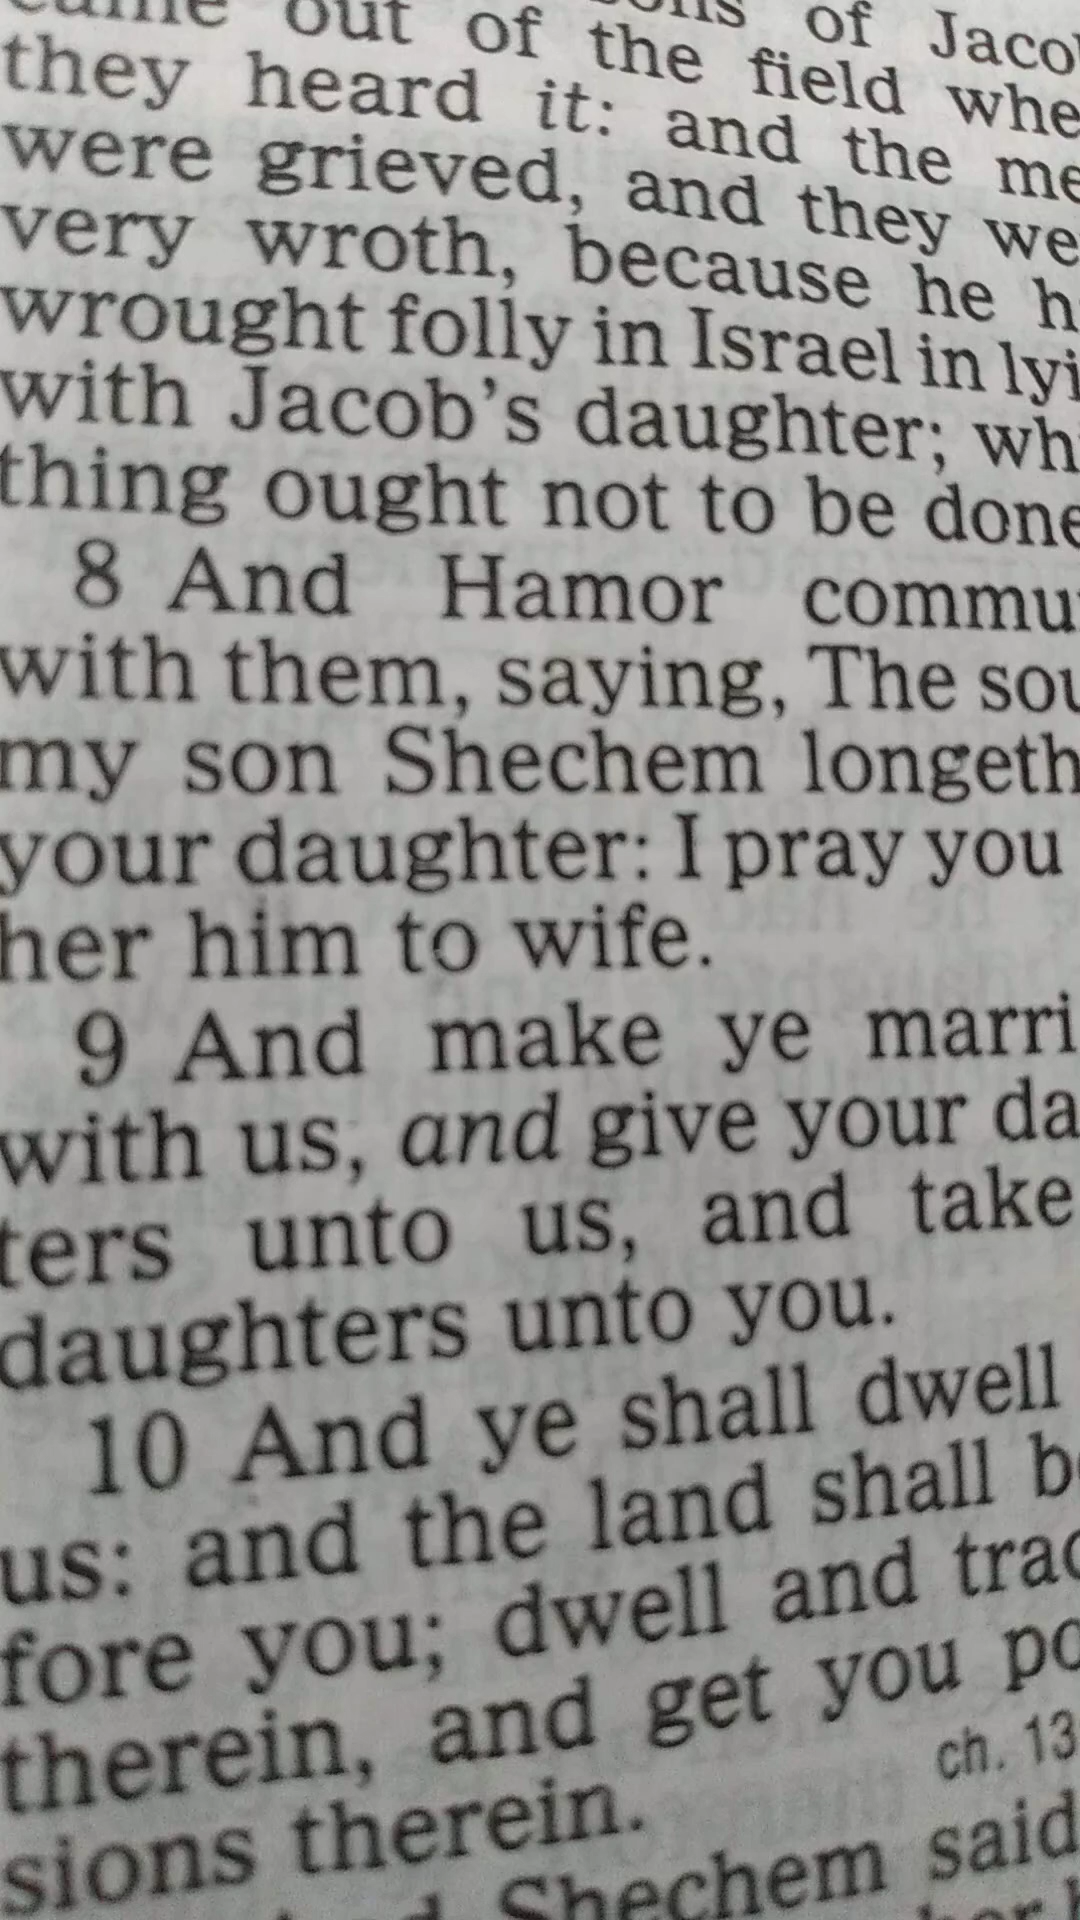 out of the field whe
they heard it: and the me
were grieved, and they we
very wroth, because he h
wrought folly in Israel in lyi
with Jacob's daughter; whi
thing ought not to be done
8 And Hamor commu
with them, saying, The sou
my son Shechem longeth
your daughter: I pray you
her him to wife.
9 And make ye marri
with us, and give your da
ters unto us, and take
daughters unto you.
10 And ye shall dwell
us: and the land shall be
fore you; dwell and trad
therein, and get you po
ch. 13
sions therein.
Shechem said